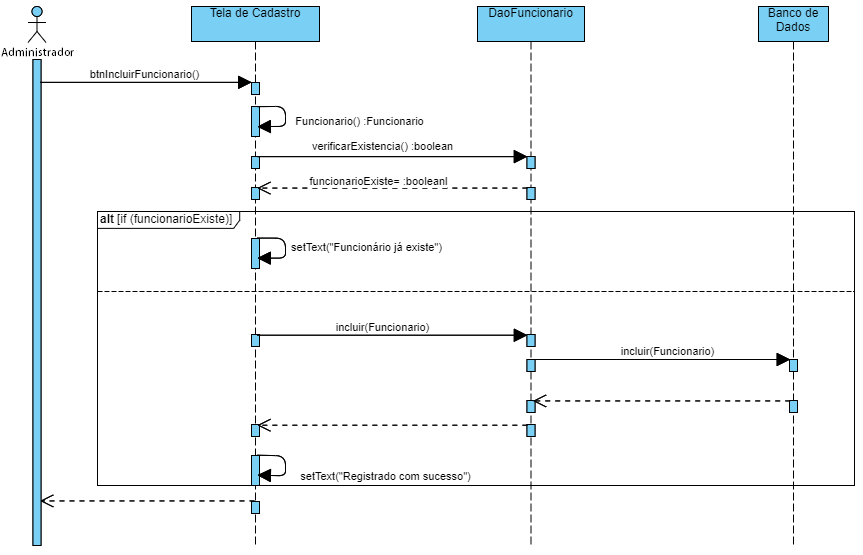 Administrador
Tela de Cadastro
DaoFuncionario
Banco de
Dados
btnIncluirFuncionario()
Funcionario() :Funcionario
verificarExistencia() :boolean
funcionarioExiste= :booleanl
alt [if (funcionarioExiste)]
setText("Funcionário já existe")
incluir(Funcionario)
incluir(Funcionario)
setText("Registrado com sucesso")